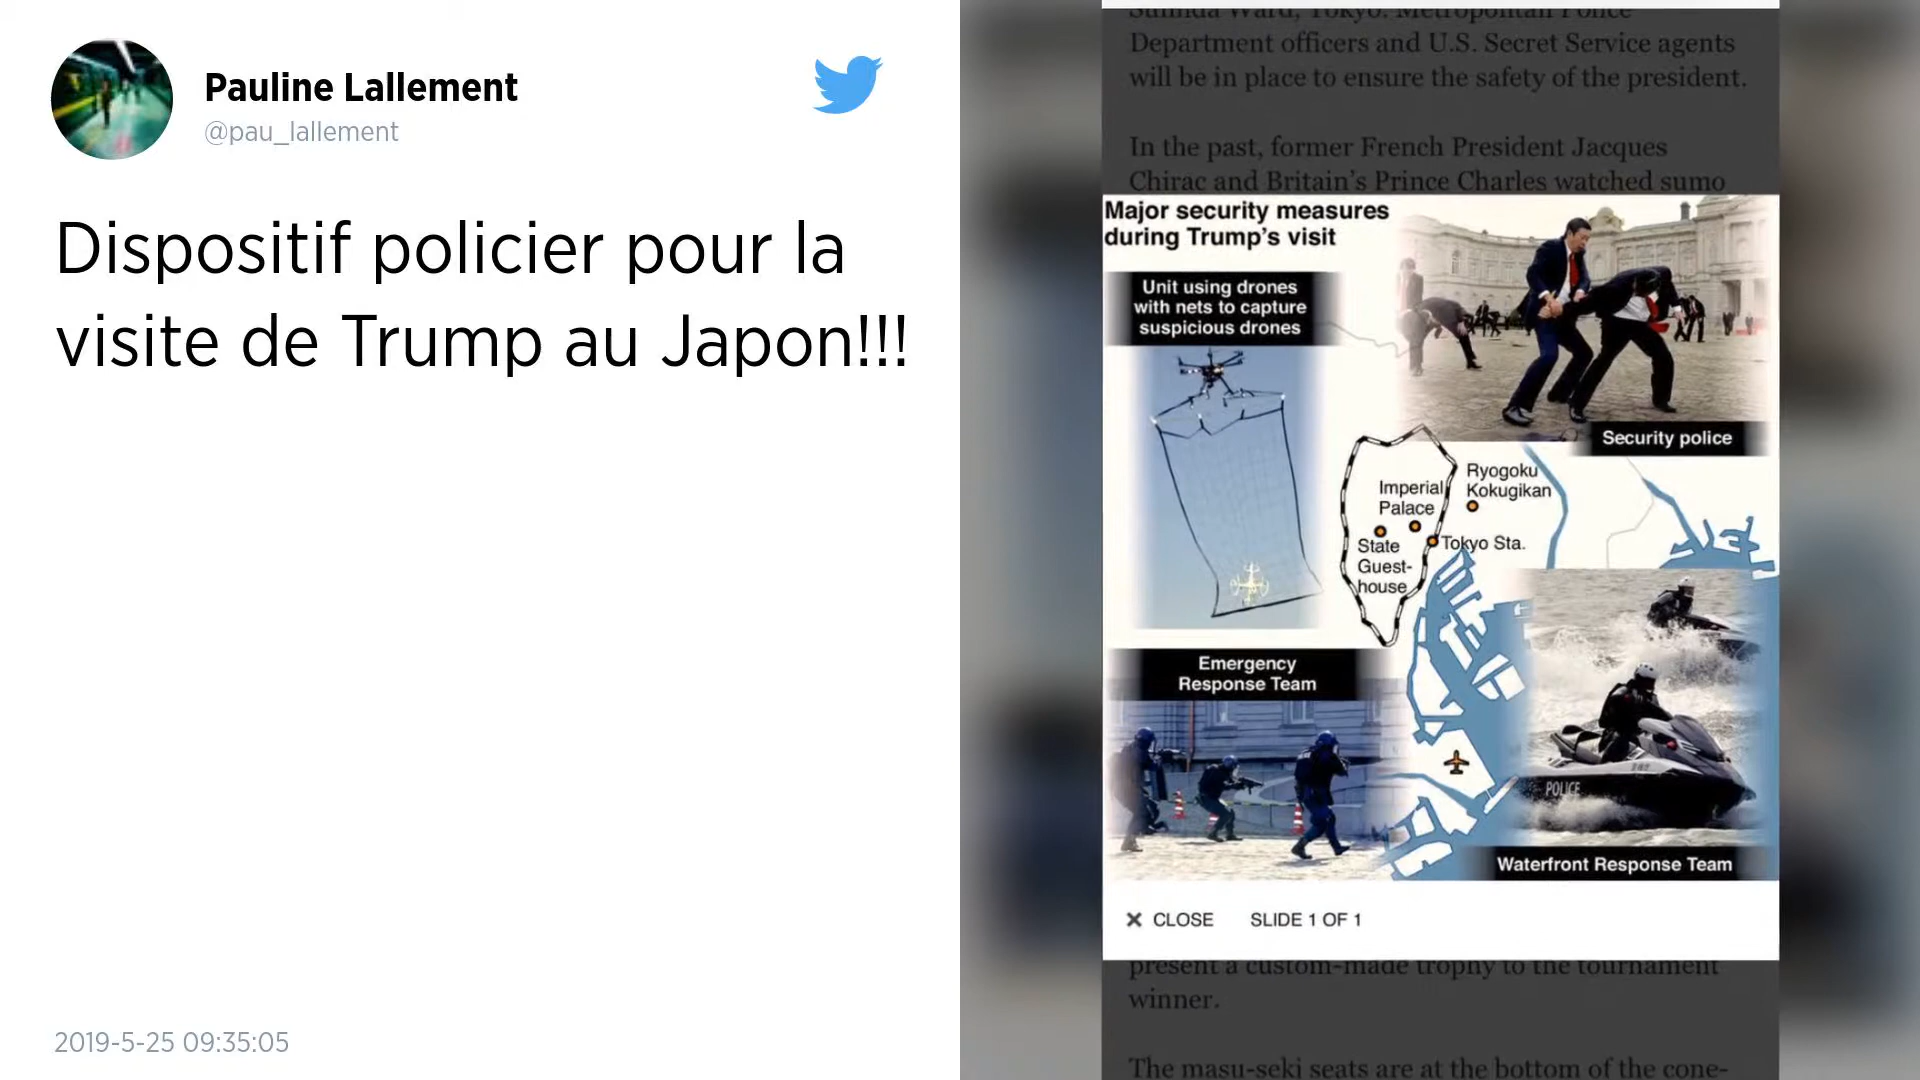 Pauline Lallement
@pau_lallement
Dispositif policier pour la
visite de Trump au Japon!!!
2019-5-25 09:35:05
Sumida Ward, Tokyo. Metropolitan Police
Department officers and U.S. Secret Service agents
will be in place to ensure the safety of the president.
In the past, former French President Jacques
Chirac and Britain's Prince Charles watched sumo
Major security measures
during Trump's visit
Unit using drones
with nets to capture
suspicious drones
Security police
Ryogoku
Kokugikan
Imperial
Palace
Tokyo Sta.
State
Guest-
house
Emergency
Response Team
POLICE
Waterfront Response Team
CLOSE SLIDE 1 OF 1
present a custom-made trophy to the tournament
winner.
The masu-seki seats are at the bottom of the cone-